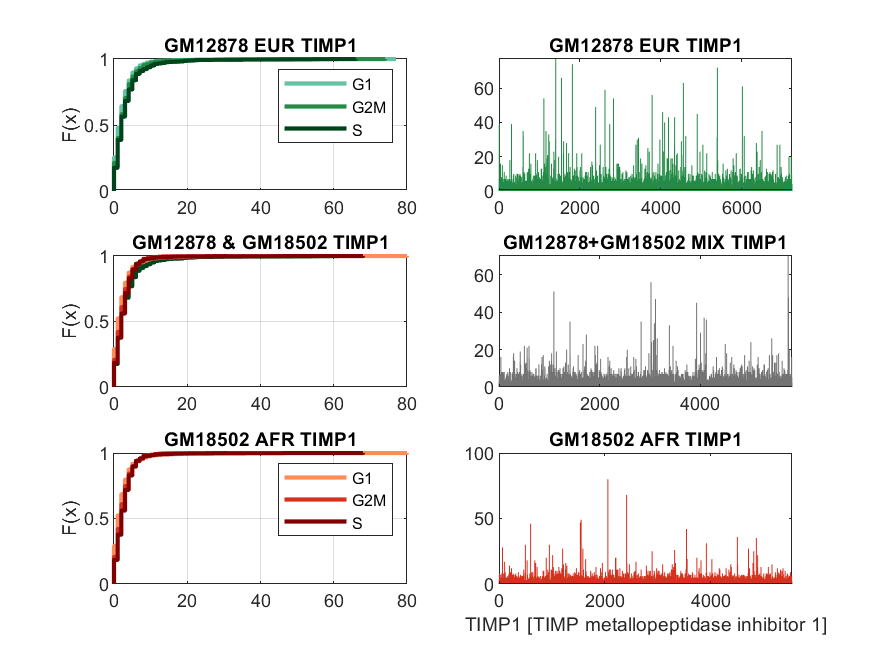 GM12878 EUR TIMP1
1
0.5
0
F(x)
0 20 40 60 80
G1
G2M
S
GM12878 EUR TIMP1
60
40
20
0
0 2000 4000 6000
GM12878 & GM18502 TIMP1
1
0.5
0
F(x)
0 20 40 60 80
GM12878+GM18502 MIX TIMP1
60
40
20
0
0 2000 4000
GM18502 AFR TIMP1
1
0.5
0
F(x)
0 20 40 60 80
G1
G2M
S
GM18502 AFR TIMP1
100
50
0
0 2000 4000
TIMP1 [TIMP metallopeptidase inhibitor 1]